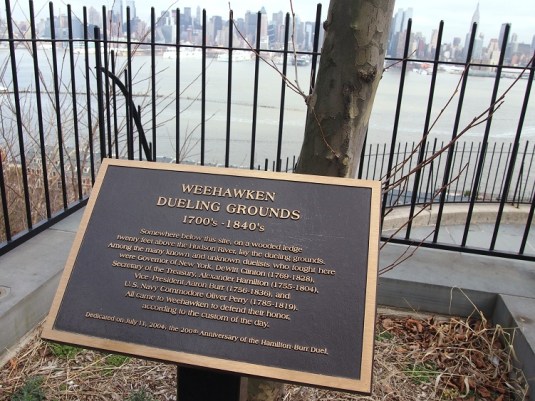 WEEHAWKEN
DUELING GROUNDS
1700's - 1840's
Somewhere below this site, on a wooded ledge
twenty feet above the Hudson River, lay the dueling grounds.
Among the many known and unknown duelists who fought here
were Governor of New York, DeWitt Clinton (1769-1828),
Secretary of the Treasury, Alexander Hamilton (1755-1804),
Vice President Aaron Burr (1756-1836), and
U.S. Navy Commodore Oliver Perry (1785-1819).
All came to Weehawken to defend their honor,
according to the custom of the day.
Dedicated on July 11, 2004, the 200th Anniversary of the Hamilton-Burr Duel.